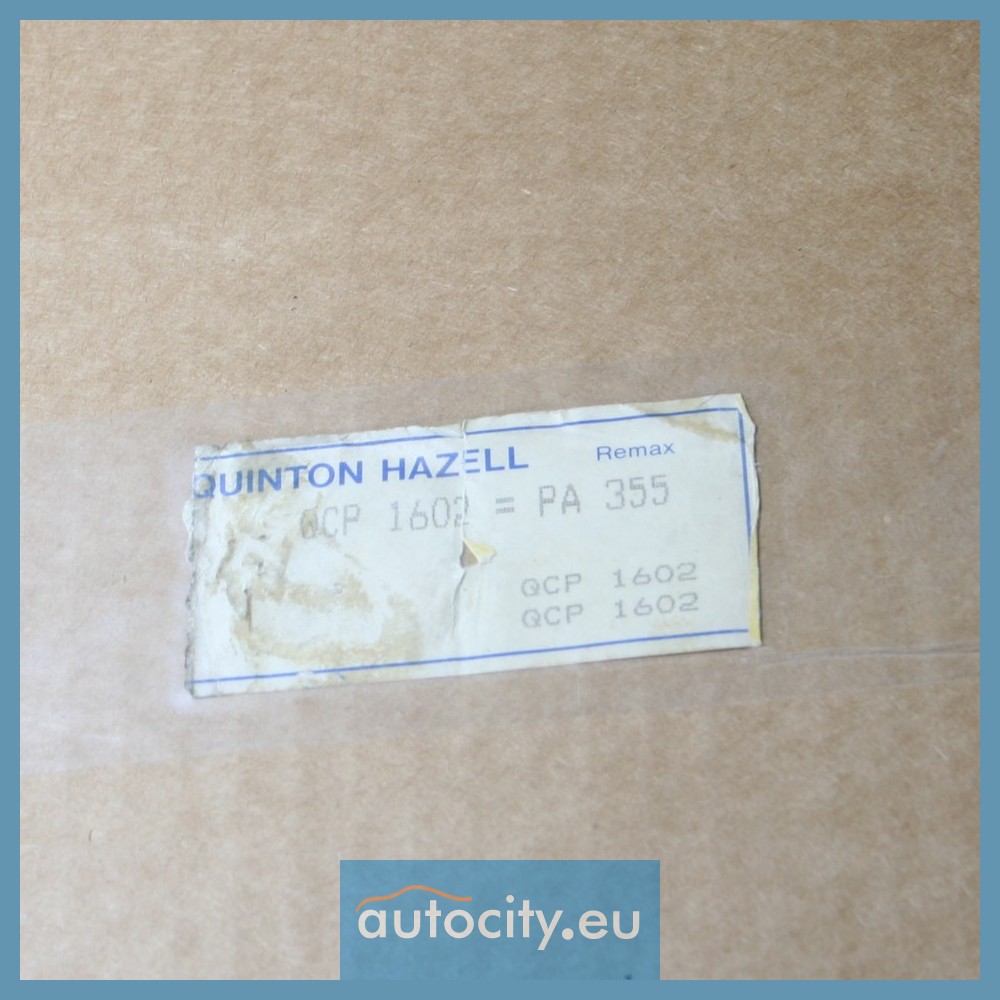 QUINTON HAZELL Remax
QCP 1602 = PA 355
QCP 1602
QCP 1602
autocity.eu